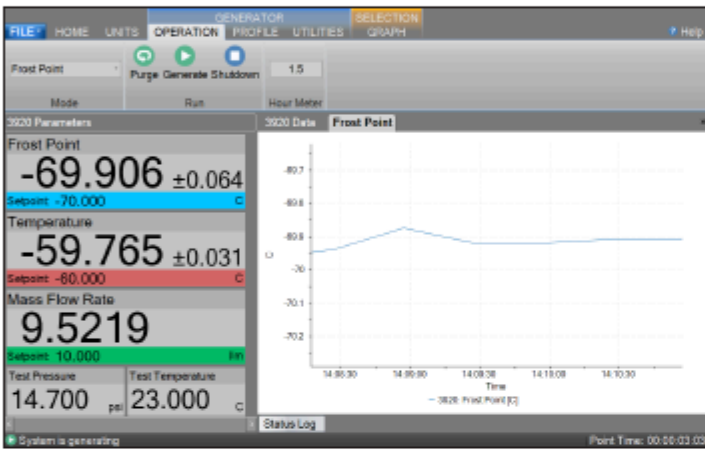 GENERATOR SELECTION
FILE HOME UNITS OPERATION PROFILE UTILITIES GRAPH ? Help
Frost Point Purge Generate Shutdown 1.5
Mode Run Hour Meter
3920 Parameters
3920 Data Frost Point
Frost Point
-69.906 ±0.064
Setpoint: -70.000 C
Temperature
-59.765 ±0.031
Setpoint: -60.000 C
Mass Flow Rate
9.5219
Setpoint: 10.000 l/m
Test Pressure Test Temperature
14.700 psi 23.000 C
-69.7
-69.8
-69.9
-70
-70.1
-70.2
C
14:08:30 14:09:00 14:09:30 14:10:00 14:10:30
Time
3920: Frost Point [C]
Status Log
System is generating Point Time: 00:00:03:03